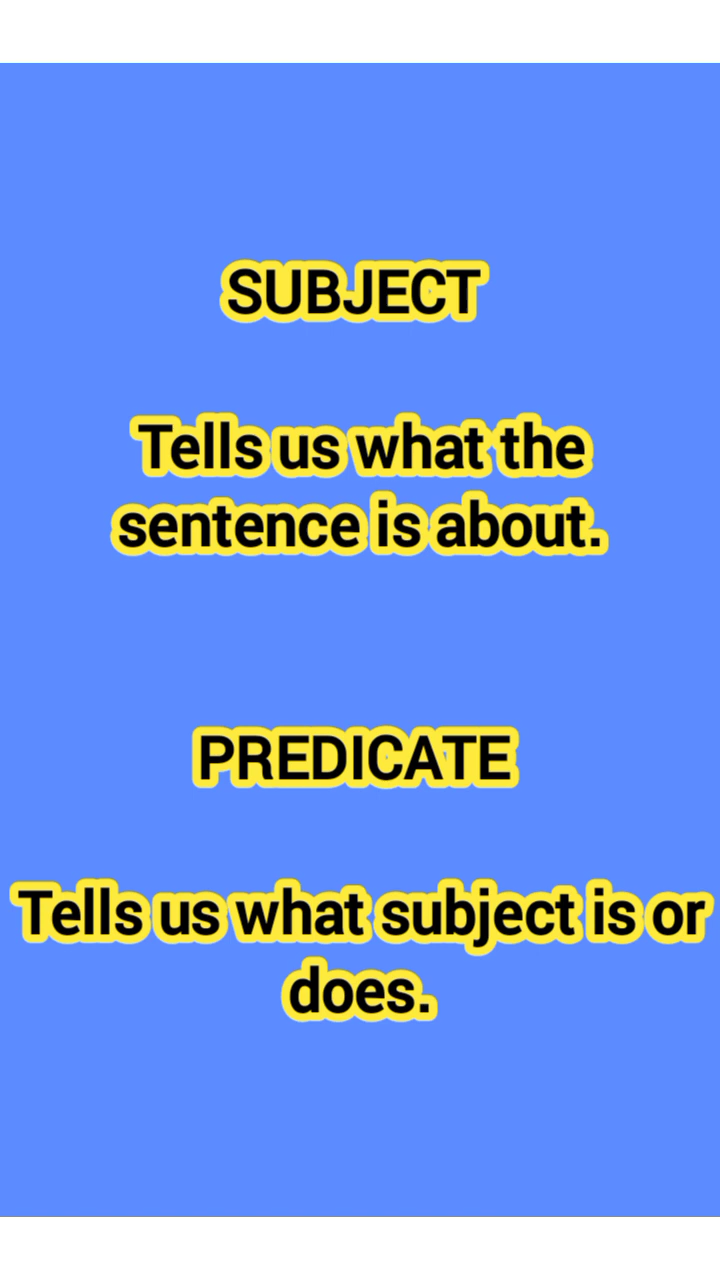 SUBJECT
Tells us what the
sentence is about.
PREDICATE
Tells us what subject is or
does.